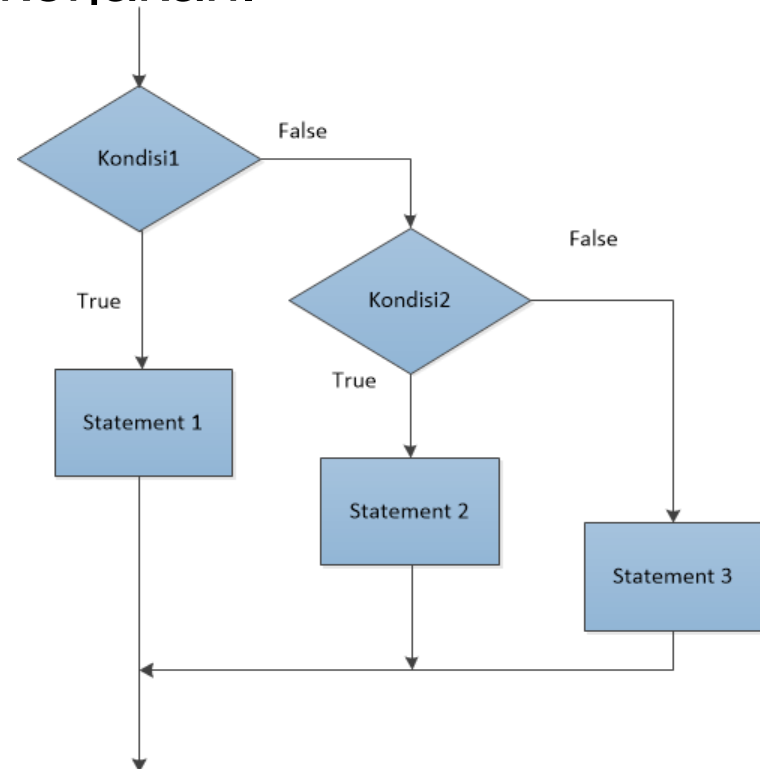 Kondisi1
False
Kondisi2
False
True
True
Statement 1
Statement 2
Statement 3